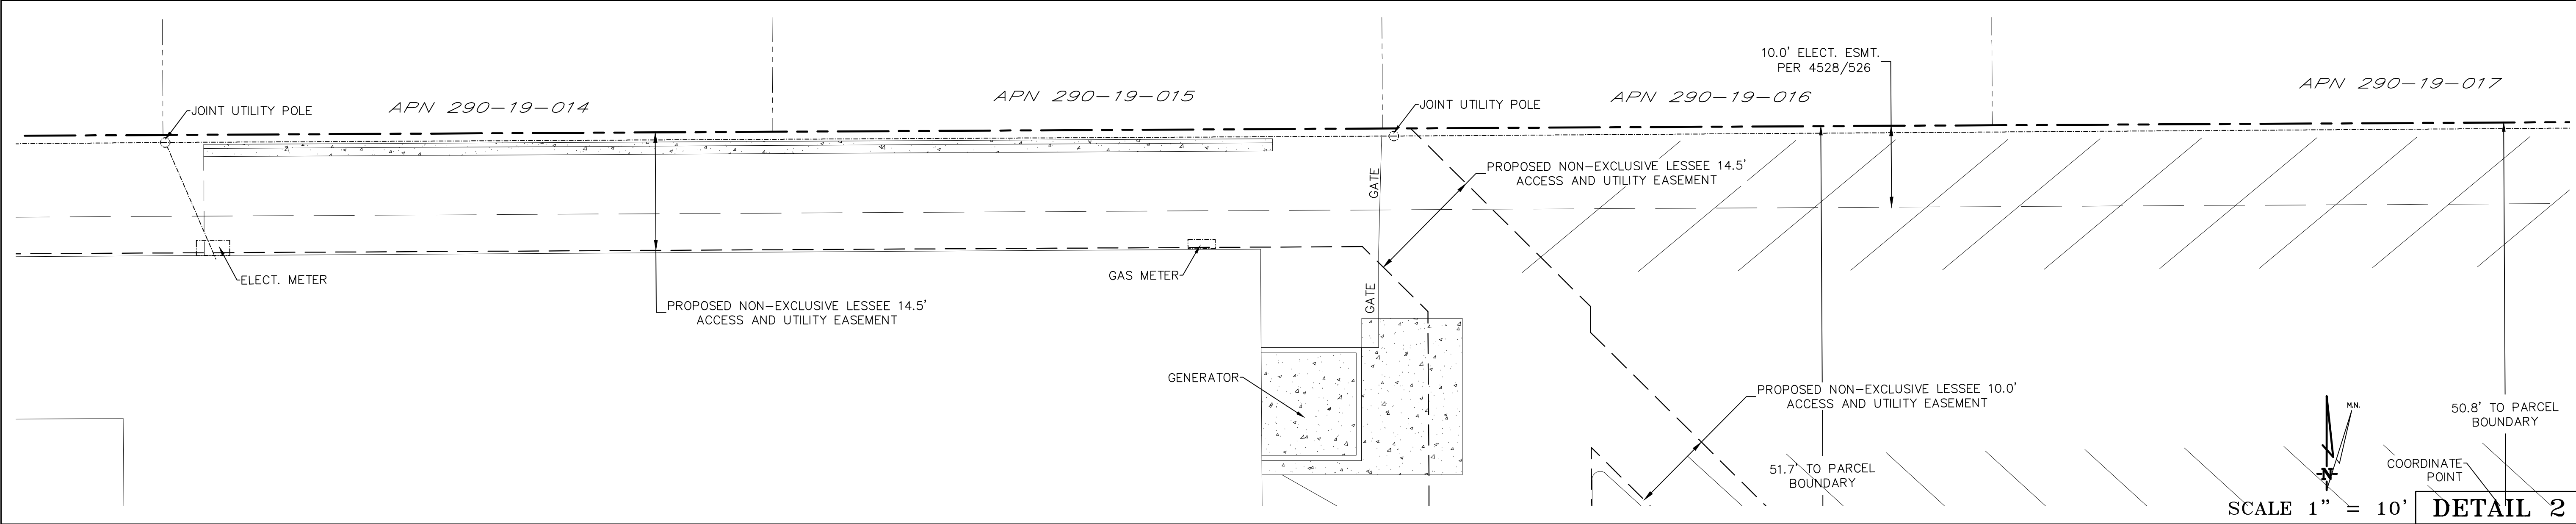 10.0' ELECT. ESMT.
PER 4528/526
APN 290-19-014
APN 290-19-015
APN 290-19-016
APN 290-19-017
JOINT UTILITY POLE
JOINT UTILITY POLE
GATE
PROPOSED NON-EXCLUSIVE LESSEE 14.5'
ACCESS AND UTILITY EASEMENT
ELECT. METER
GAS METER
GATE
PROPOSED NON-EXCLUSIVE LESSEE 14.5'
ACCESS AND UTILITY EASEMENT
GENERATOR
PROPOSED NON-EXCLUSIVE LESSEE 10.0'
ACCESS AND UTILITY EASEMENT
51.7' TO PARCEL
BOUNDARY
M.N.
N
50.8' TO PARCEL
BOUNDARY
COORDINATE
POINT
SCALE 1" = 10'
DETAIL 2